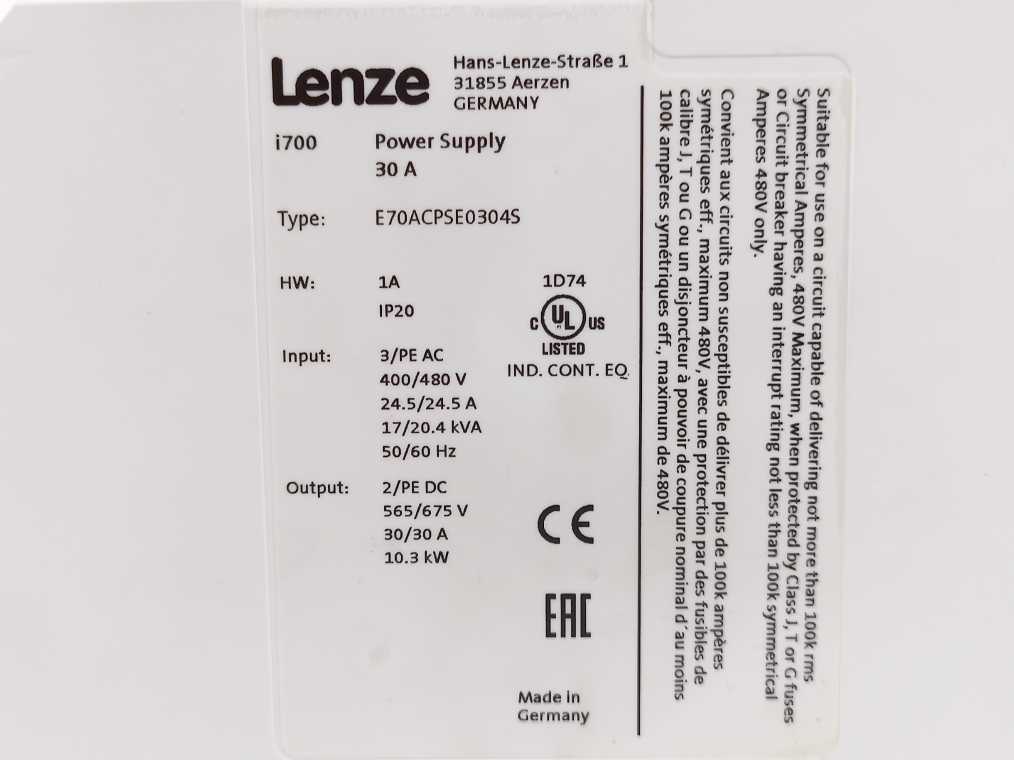 Lenze
Hans-Lenze-Straße 1
31855 Aerzen
GERMANY
i700 Power Supply
30 A
Type: E70ACPSE0304S
HW: 1A 1D74
IP20
C UL US
LISTED
IND. CONT. EQ.
Input: 3/PE AC
400/480 V
24.5/24.5 A
17/20.4 kVA
50/60 Hz
Output: 2/PE DC
565/675 V
30/30 A
10.3 kW
CE
EAC
Made in
Germany
Suitable for use on a circuit capable of delivering not more than 100k rms
Symmetrical Amperes, 480V Maximum, when protected by Class J, T or G fuses
or Circuit breaker having an interrupt rating not less than 100k symmetrical
Amperes 480V only.
Convient aux circuits non susceptibles de délivrer plus de 100k ampères
symétriques eff., maximum 480V, avec une protection par des fusibles de
calibre J, T ou G ou un disjoncteur à pouvoir de coupure nominal d´au moins
100k ampères symétriques eff., maximum de 480V.